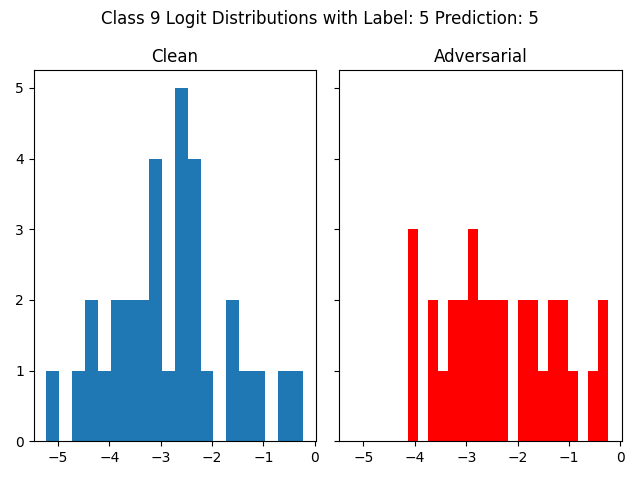 Class 9 Logit Distributions with Label: 5 Prediction: 5
Clean
Adversarial
5
4
3
2
1
0
−5 −4 −3 −2 −1 0
−5 −4 −3 −2 −1 0